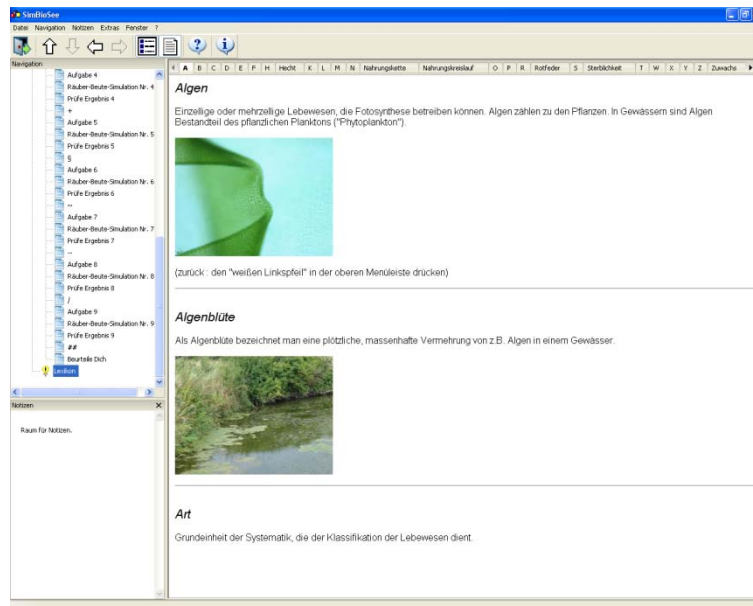 SimBioSee
Datei Navigation Notizen Extras Fenster ?
Navigation
Aufgabe 4
Räuber-Beute-Simulation Nr. 4
Prüfe Ergebnis 4
+
Aufgabe 5
Räuber-Beute-Simulation Nr. 5
Prüfe Ergebnis 5
§
Aufgabe 6
Räuber-Beute-Simulation Nr. 6
Prüfe Ergebnis 6
--
Aufgabe 7
Räuber-Beute-Simulation Nr. 7
Prüfe Ergebnis 7
--
Aufgabe 8
Räuber-Beute-Simulation Nr. 8
Prüfe Ergebnis 8
/
Aufgabe 9
Räuber-Beute-Simulation Nr. 9
Prüfe Ergebnis 9
##
Beurteile Dich
Lexikon
Notizen
Raum für Notizen.
A B C D E F H Hecht K L M N Nahrungskette Nahrungskreislauf O P R Rotfeder S Sterblichkeit T W X Y Z Zuwachs
Algen
Einzellige oder mehrzellige Lebewesen, die Fotosynthese betreiben können. Algen zählen zu den Pflanzen. In Gewässern sind Algen
Bestandteil des pflanzlichen Planktons ("Phytoplankton").
(zurück : den "weißen Linkspfeil" in der oberen Menüleiste drücken)
Algenblüte
Als Algenblüte bezeichnet man eine plötzliche, massenhafte Vermehrung von z.B. Algen in einem Gewässer.
Art
Grundeinheit der Systematik, die der Klassifikation der Lebewesen dient.